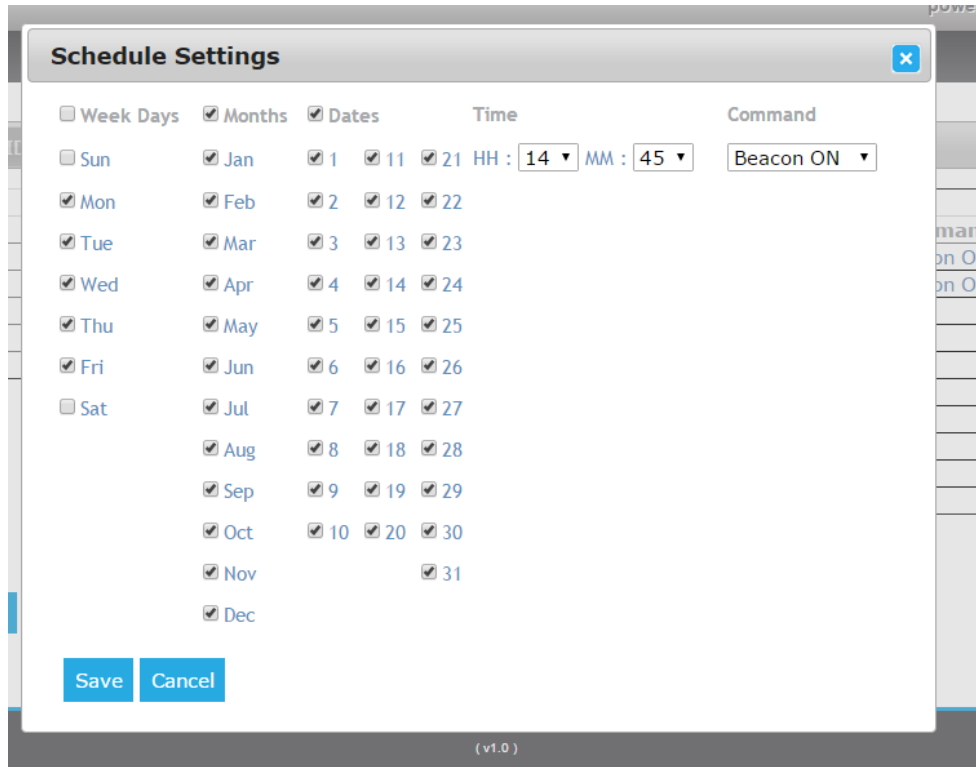 Schedule Settings
Week Days Months Dates Time Command
Sun Jan 1 11 21 HH : 14 MM : 45 Beacon ON
Mon Feb 2 12 22
Tue Mar 3 13 23
Wed Apr 4 14 24
Thu May 5 15 25
Fri Jun 6 16 26
Sat Jul 7 17 27
Aug 8 18 28
Sep 9 19 29
Oct 10 20 30
Nov 31
Dec
Save Cancel
( v1.0 )